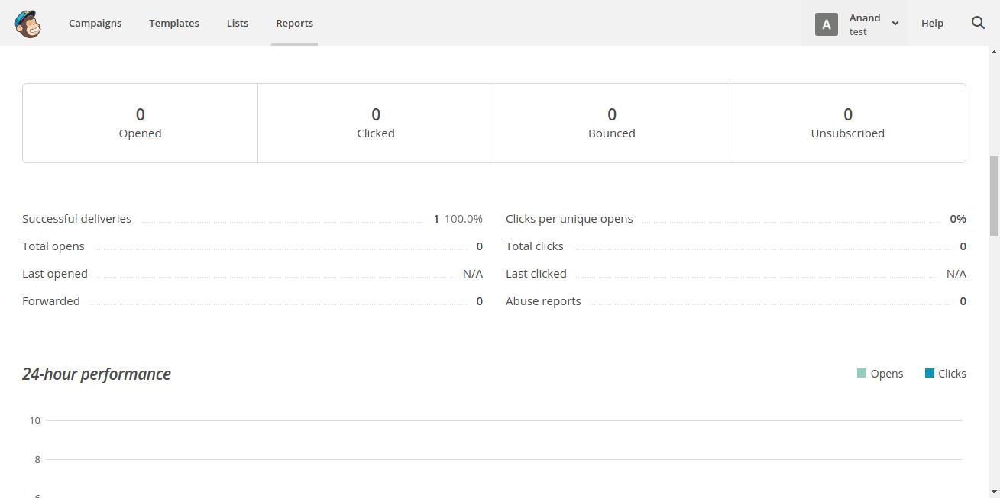 Campaigns Templates Lists Reports A Anand Help
test
0 0 0 0
Opened Clicked Bounced Unsubscribed
Successful deliveries 1 100.0% Clicks per unique opens 0%
Total opens 0 Total clicks 0
Last opened N/A Last clicked N/A
Forwarded 0 Abuse reports 0
24-hour performance Opens Clicks
10
8